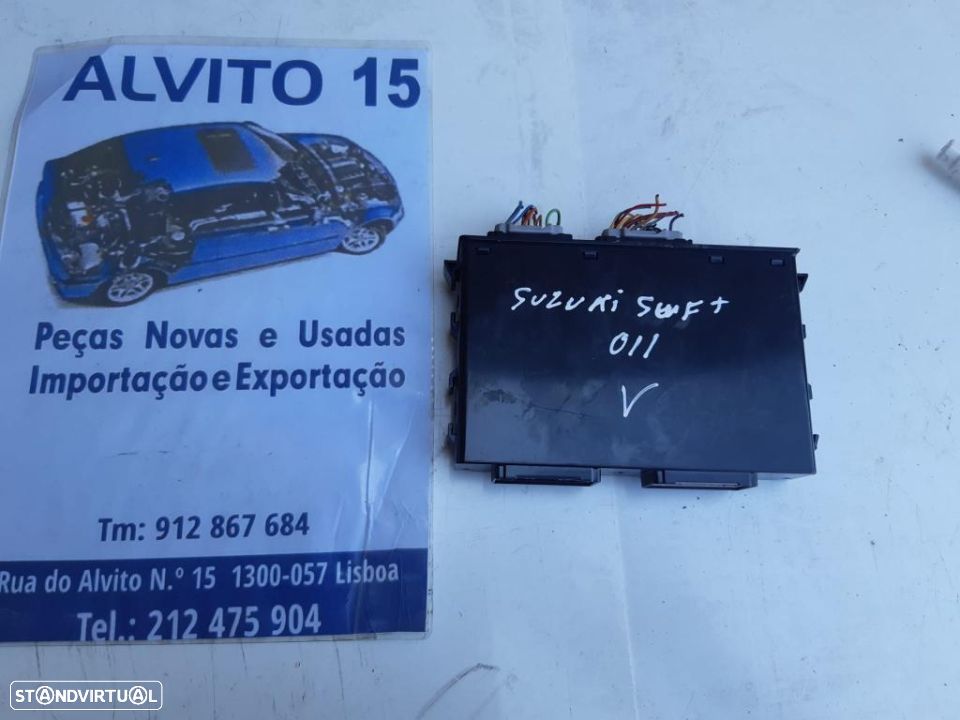 ALVITO 15
Peças Novas e Usadas
Importação e Exportação
Tm: 912 867 684
Rua do Alvito N.º 15 1300-057 Lisboa
Tel.: 212 475 904
SUZUKi SWiFt
011
V
STANDVIRTUAL